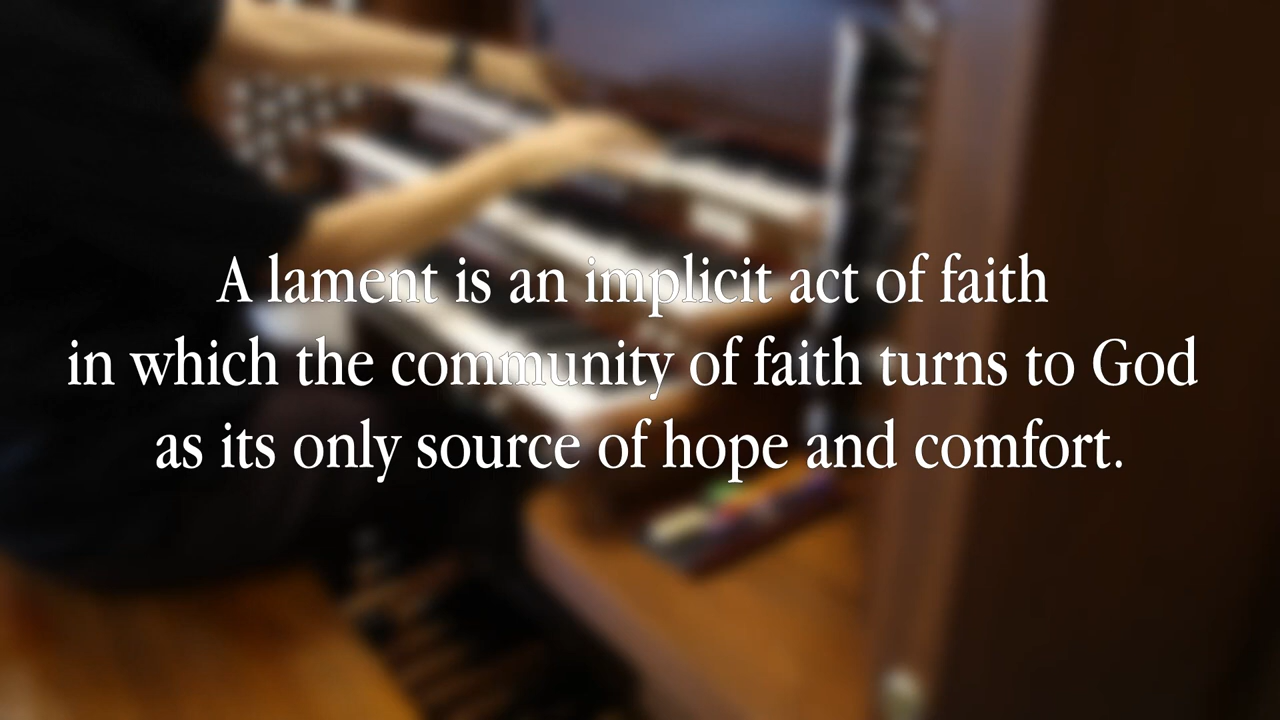 A lament is an implicit act of faith
in which the community of faith turns to God
as its only source of hope and comfort.